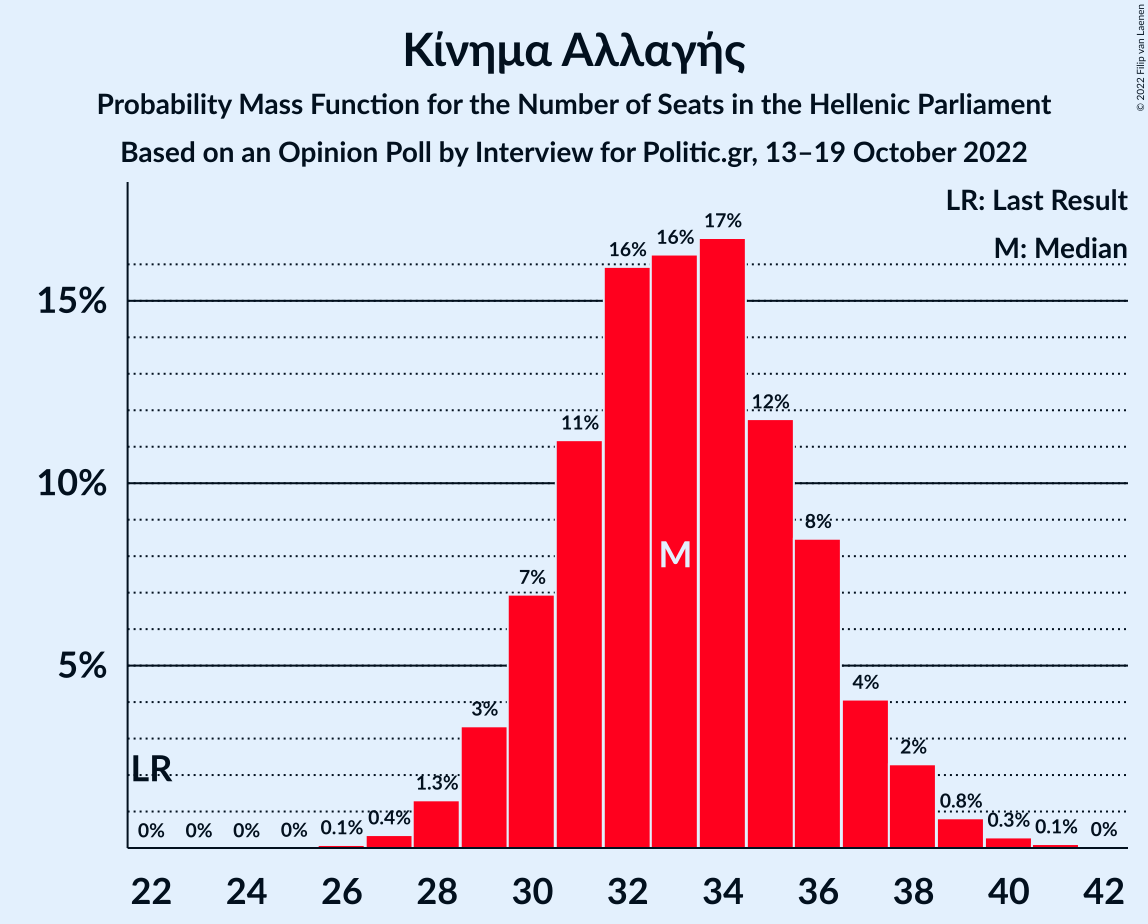 Κίνημα Αλλαγής
Probability Mass Function for the Number of Seats in the Hellenic Parliament
Based on an Opinion Poll by Interview for Politic.gr, 13–19 October 2022
© 2022 Filip van Laenen
LR: Last Result
M: Median
15%
10%
5%
LR
M
0% 0% 0% 0% 0.1% 0.4% 1.3% 3% 7% 11% 16% 16% 17% 12% 8% 4% 2% 0.8% 0.3% 0.1% 0%
22 24 26 28 30 32 34 36 38 40 42